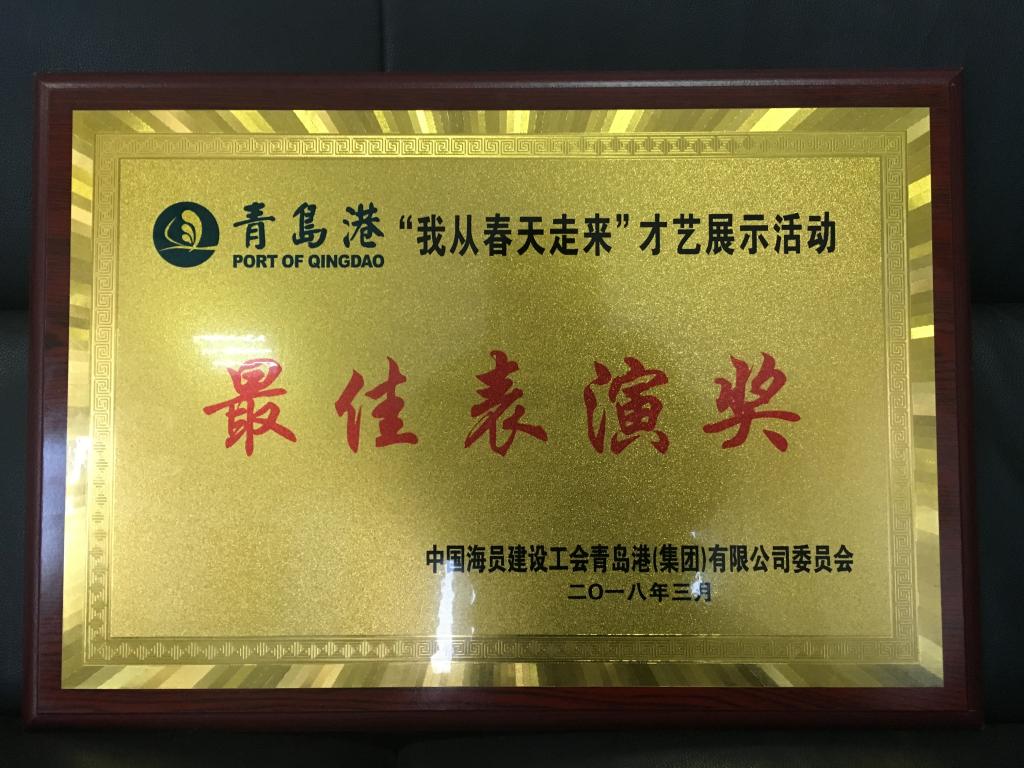 青島港 “我从春天走来”才艺展示活动
PORT OF QINGDAO
最佳表演奖
中国海员建设工会青岛港(集团)有限公司委员会
二〇一八年三月